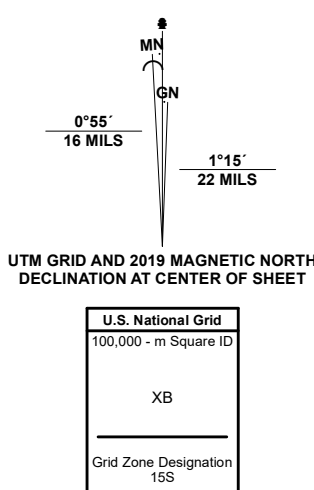 MN
GN
0°55´
16 MILS
1°15´
22 MILS
UTM GRID AND 2019 MAGNETIC NORTH
DECLINATION AT CENTER OF SHEET
U.S. National Grid
100,000 - m Square ID
XB
Grid Zone Designation
15S